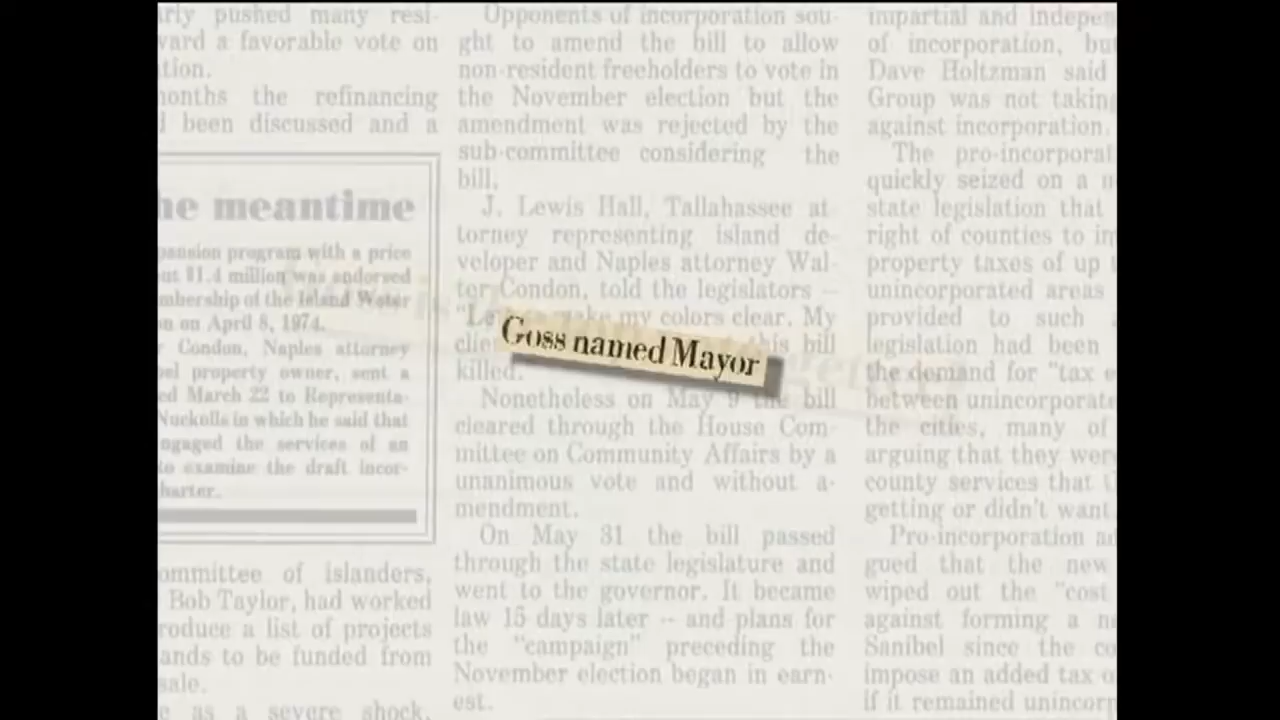 arly pushed many resi-
ward a favorable vote on
tion.
months the refinancing
been discussed and a
he meantime
pansion program with a price
ut $1.4 million was endorsed
mbership of the Island Water
n on April 8, 1974.
r Condon, Naples attorney
el property owner, sent a
ed March 22 to Representa-
Nuckolls in which he said that
ngaged the services of an
to examine the draft incor-
harter.
ommittee of islanders,
Bob Taylor, had worked
roduce a list of projects
ands to be funded from
sale.
e as a severe shock,
Opponents of incorporation sou-
ght to amend the bill to allow
non-resident freeholders to vote in
the November election but the
amendment was rejected by the
sub-committee considering the
bill.
J. Lewis Hall, Tallahassee at-
torney representing island de-
veloper and Naples attorney Wal-
ter Condon, told the legislators --
make my colors clear. My
this bill
killed.
Goss named Mayor
Nonetheless on May 9 the bill
cleared through the House Com-
mittee on Community Affairs by a
unanimous vote and without a-
mendment.
On May 31 the bill passed
through the state legislature and
went to the governor. It became
law 15 days later -- and plans for
the "campaign" preceding the
November election began in earn-
est.
impartial and indepen
of incorporation, but
Dave Holtzman said
Group was not taking
against incorporation.
The pro-incorporat
quickly seized on a n
state legislation that
right of counties to im
property taxes of up t
unincorporated areas
provided to such
legislation had been
the demand for "tax e
between unincorporate
the cities, many of
arguing that they were
county services that t
getting or didn't want
Pro-incorporation ad
gued that the new
wiped out the "cost
against forming a n
Sanibel since the co
impose an added tax o
if it remained unincorp